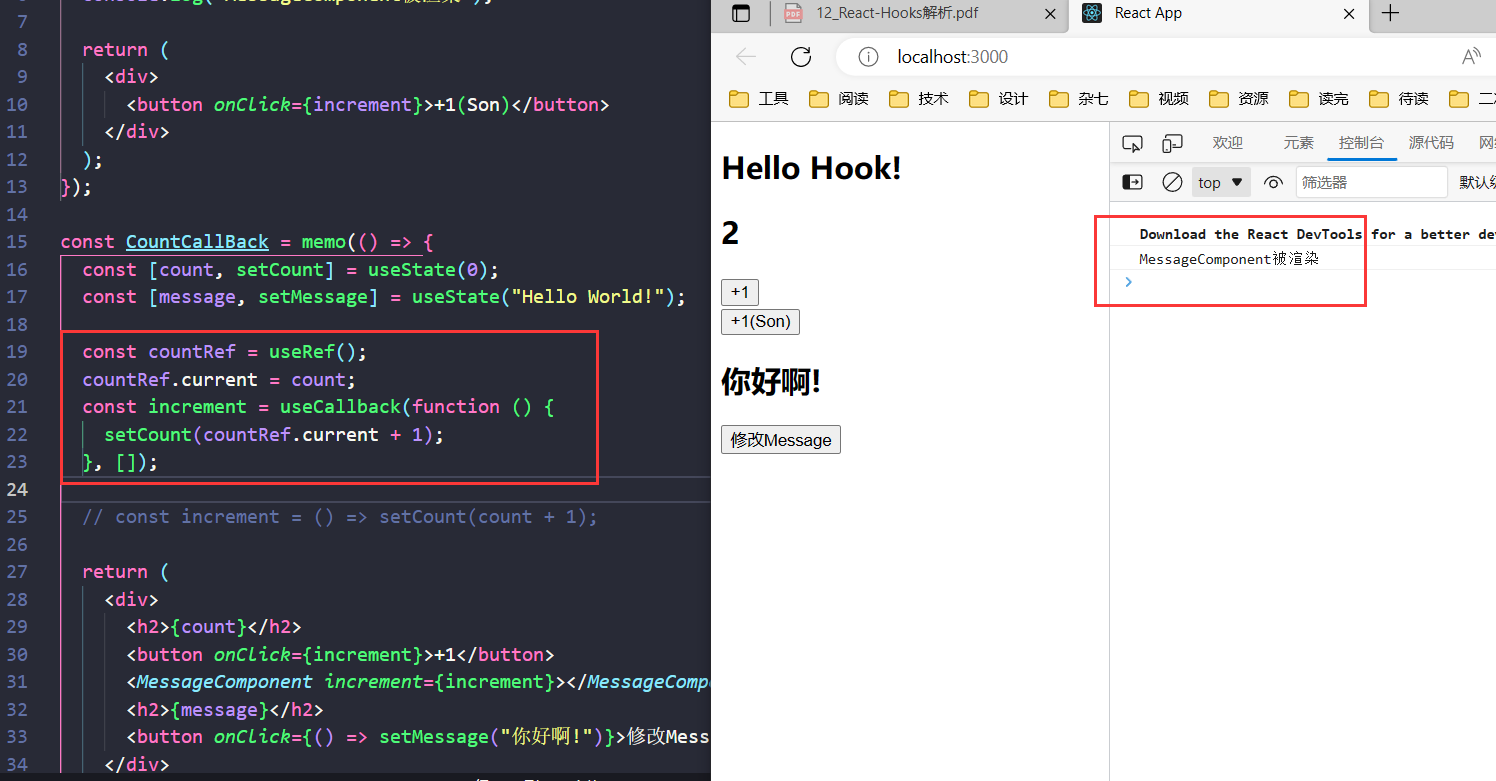 7
8 return (
9 <div>
10 <button onClick={increment}>+1(Son)</button>
11 </div>
12 );
13 });
14
15 const CountCallBack = memo(() => {
16 const [count, setCount] = useState(0);
17 const [message, setMessage] = useState("Hello World!");
18
19 const countRef = useRef();
20 countRef.current = count;
21 const increment = useCallback(function () {
22 setCount(countRef.current + 1);
23 }, []);
24
25 // const increment = () => setCount(count + 1);
26
27 return (
28 <div>
29 <h2>{count}</h2>
30 <button onClick={increment}>+1</button>
31 <MessageComponent increment={increment}></MessageComp
32 <h2>{message}</h2>
33 <button onClick={() => setMessage("你好啊!")}>修改Mess
34 </div>
12_React-Hooks解析.pdf
React App
localhost:3000
工具 阅读 技术 设计 杂七 视频 资源 读完 待读
Hello Hook!
2
+1
+1(Son)
你好啊!
修改Message
欢迎 元素 控制台 源代码
top 筛选器
Download the React DevTools for a better de
MessageComponent被渲染